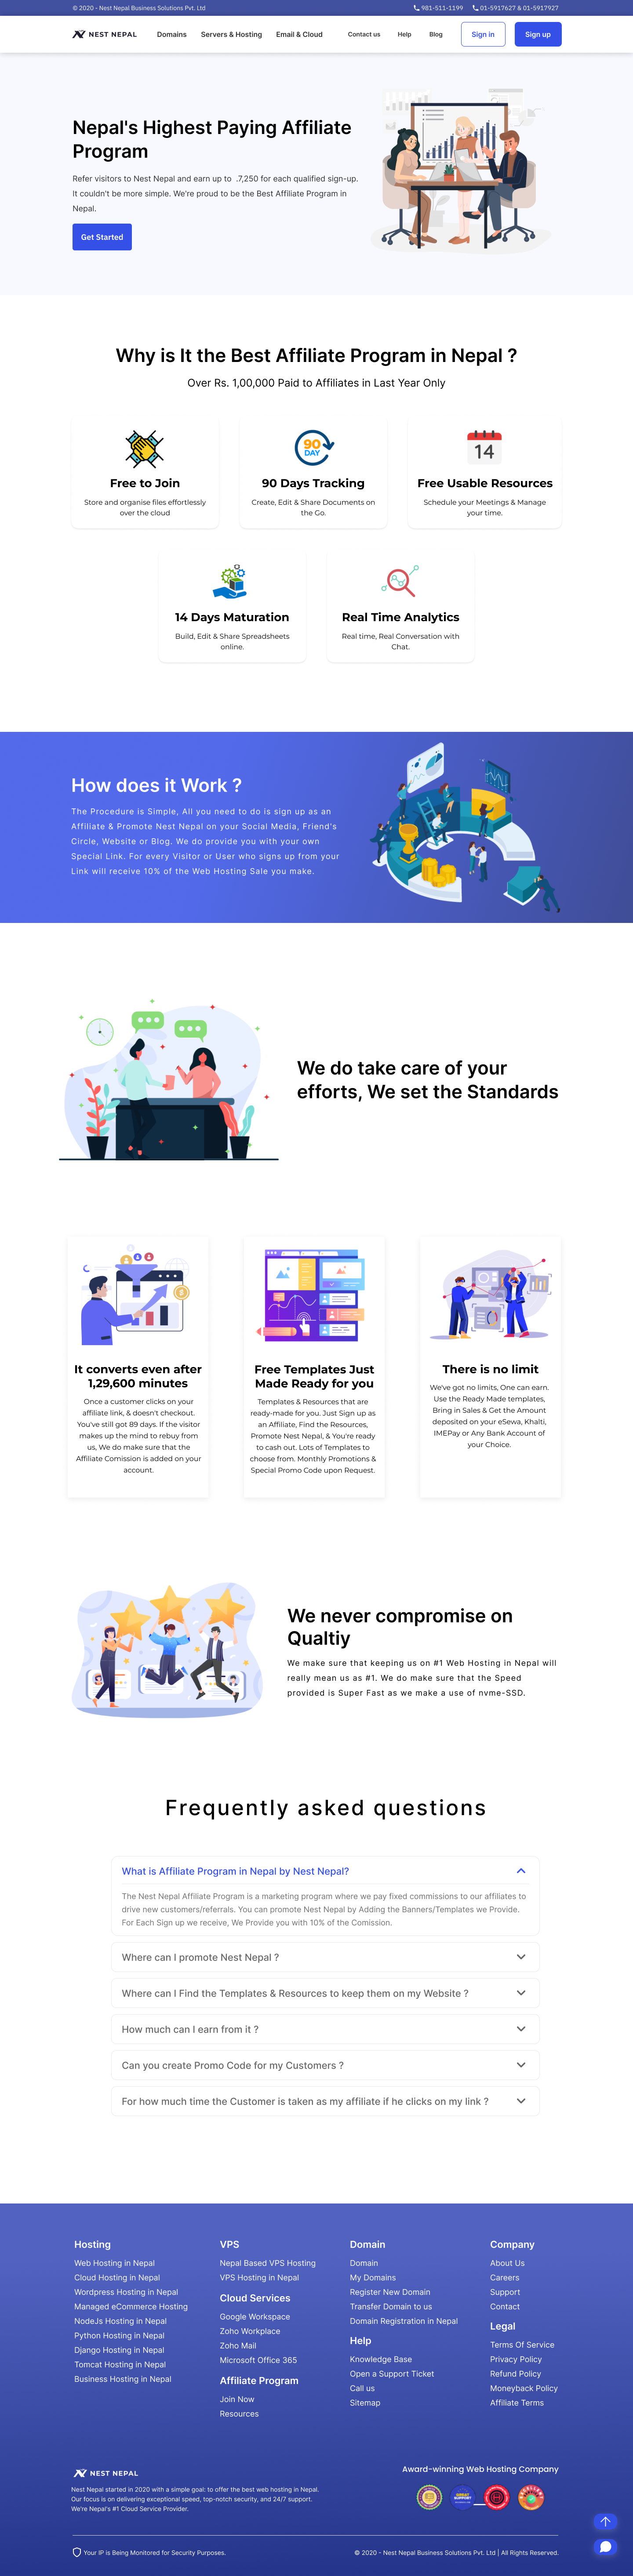 © 2020 - Nest Nepal Business Solutions Pvt. Ltd
981-511-1199
01-5917627 & 01-5917927
NEST NEPAL
Domains
Servers & Hosting
Email & Cloud
Contact us
Help
Blog
Sign in
Sign up
Nepal's Highest Paying Affiliate
Program
Refer visitors to Nest Nepal and earn up to .7,250 for each qualified sign-up.
It couldn't be more simple. We're proud to be the Best Affiliate Program in
Nepal.
Get Started
Why is It the Best Affiliate Program in Nepal ?
Over Rs. 1,00,000 Paid to Affiliates in Last Year Only
90
DAY
14
Free to Join
Store and organise files effortlessly
over the cloud
90 Days Tracking
Create, Edit & Share Documents on
the Go.
Free Usable Resources
Schedule your Meetings & Manage
your time.
14 Days Maturation
Build, Edit & Share Spreadsheets
online.
Real Time Analytics
Real time, Real Conversation with
Chat.
How does it Work ?
The Procedure is Simple, All you need to do is sign up as an
Affiliate & Promote Nest Nepal on your Social Media, Friend's
Circle, Website or Blog. We do provide you with your own
Special Link. For every Visitor or User who signs up from your
Link will receive 10% of the Web Hosting Sale you make.
We do take care of your
efforts, We set the Standards
It converts even after
1,29,600 minutes
Once a customer clicks on your
affiliate link, & doesn't checkout.
You've still got 89 days. If the visitor
makes up the mind to rebuy from
us, We do make sure that the
Affiliate Comission is added on your
account.
Free Templates Just
Made Ready for you
Templates & Resources that are
ready-made for you. Just Sign up as
an Affiliate, Find the Resources,
Promote Nest Nepal, & You're ready
to cash out. Lots of Templates to
choose from. Monthly Promotions &
Special Promo Code upon Request.
There is no limit
We've got no limits, One can earn.
Use the Ready Made templates,
Bring in Sales & Get the Amount
deposited on your eSewa, Khalti,
IMEPay or Any Bank Account of
your Choice.
We never compromise on
Qualtiy
We make sure that keeping us on #1 Web Hosting in Nepal will
really mean us as #1. We do make sure that the Speed
provided is Super Fast as we make a use of nvme-SSD.
Frequently asked questions
What is Affiliate Program in Nepal by Nest Nepal?
The Nest Nepal Affiliate Program is a marketing program where we pay fixed commissions to our affiliates to
drive new customers/referrals. You can promote Nest Nepal by Adding the Banners/Templates we Provide.
For Each Sign up we receive, We Provide you with 10% of the Comission.
Where can I promote Nest Nepal ?
Where can I Find the Templates & Resources to keep them on my Website ?
How much can I earn from it ?
Can you create Promo Code for my Customers ?
For how much time the Customer is taken as my affiliate if he clicks on my link ?
Hosting
Web Hosting in Nepal
Cloud Hosting in Nepal
Wordpress Hosting in Nepal
Managed eCommerce Hosting
NodeJs Hosting in Nepal
Python Hosting in Nepal
Django Hosting in Nepal
Tomcat Hosting in Nepal
Business Hosting in Nepal
VPS
Nepal Based VPS Hosting
VPS Hosting in Nepal
Cloud Services
Google Workspace
Zoho Workplace
Zoho Mail
Microsoft Office 365
Affiliate Program
Join Now
Resources
Domain
Domain
My Domains
Register New Domain
Transfer Domain to us
Domain Registration in Nepal
Help
Knowledge Base
Open a Support Ticket
Call us
Sitemap
Company
About Us
Careers
Support
Contact
Legal
Terms Of Service
Privacy Policy
Refund Policy
Moneyback Policy
Affiliate Terms
NEST NEPAL
Nest Nepal started in 2020 with a simple goal: to offer the best web hosting in Nepal.
Our focus is on delivering exceptional speed, top-notch security, and 24/7 support.
We're Nepal's #1 Cloud Service Provider.
Award-winning Web Hosting Company
Your IP is Being Monitored for Security Purposes.
© 2020 - Nest Nepal Business Solutions Pvt. Ltd | All Rights Reserved.